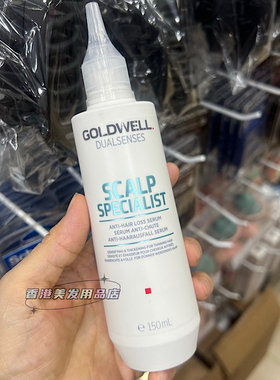 GOLDWELL.
DUALSENSES
SCALP
SPECIALIST
ANTI-HAIR LOSS SERUM
SÉRUM ANTI-CHUTE
ANTI-HAARAUSFALL SERUM
香港美发用品店
e 150mL